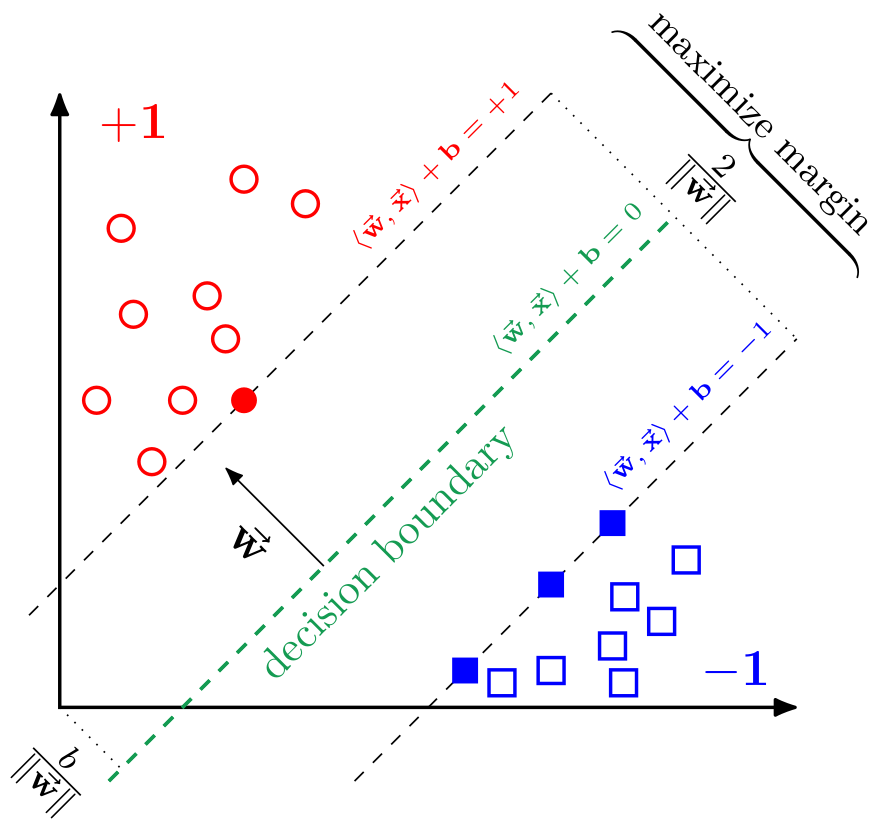 maximize margin
+1
2
‖w⃗‖
⟨w⃗, x⃗⟩ + b = +1
⟨w⃗, x⃗⟩ + b = 0
⟨w⃗, x⃗⟩ + b = −1
w⃗
decision boundary
−1
b
‖w⃗‖